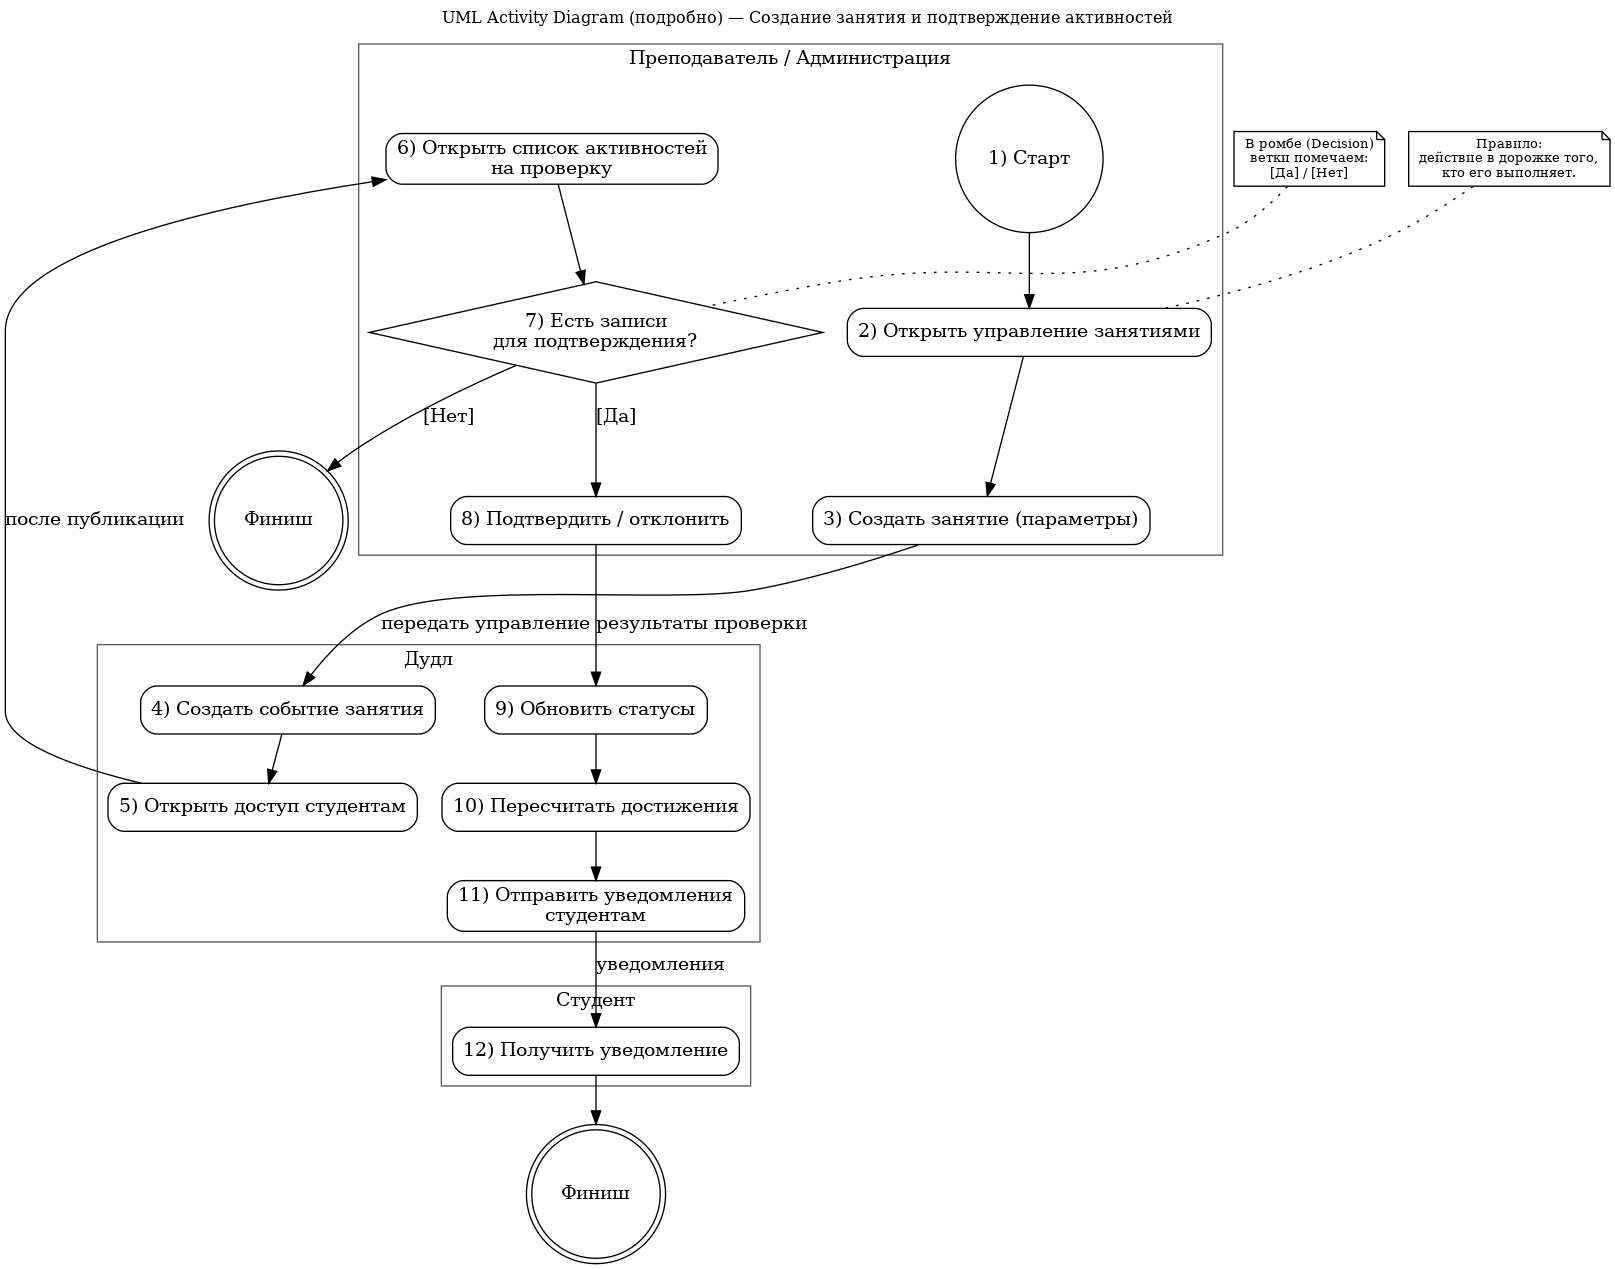 UML Activity Diagram (подробно) — Создание занятия и подтверждение активностей
Преподаватель / Администрация
1) Старт
6) Открыть список активностей
на проверку
В ромбе (Decision)
ветки помечаем:
[Да] / [Нет]
Правило:
действие в дорожке того,
кто его выполняет.
7) Есть записи
для подтверждения?
2) Открыть управление занятиями
[Нет]
[Да]
после публикации
Финиш
8) Подтвердить / отклонить
3) Создать занятие (параметры)
передать управление
результаты проверки
Дудл
4) Создать событие занятия
9) Обновить статусы
5) Открыть доступ студентам
10) Пересчитать достижения
11) Отправить уведомления
студентам
уведомления
Студент
12) Получить уведомление
Финиш